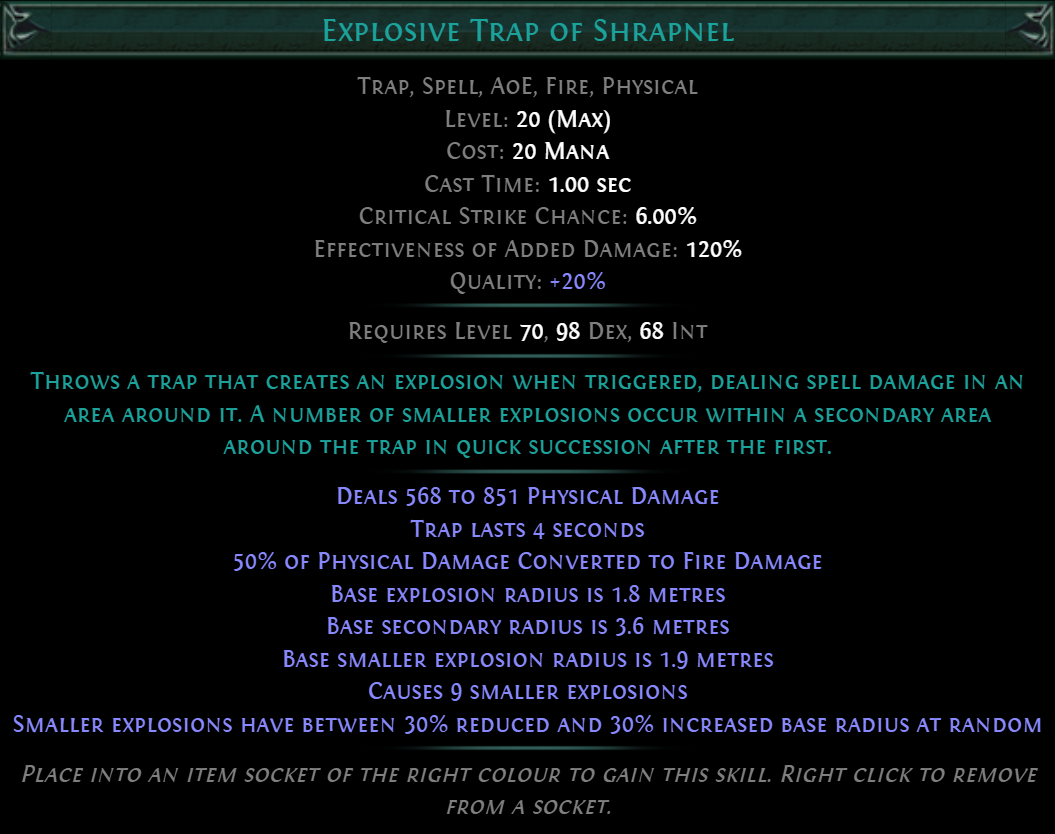 Explosive Trap of Shrapnel
Trap, Spell, AoE, Fire, Physical
Level: 20 (Max)
Cost: 20 Mana
Cast Time: 1.00 sec
Critical Strike Chance: 6.00%
Effectiveness of Added Damage: 120%
Quality: +20%
Requires Level 70, 98 Dex, 68 Int
Throws a trap that creates an explosion when triggered, dealing spell damage in an
area around it. A number of smaller explosions occur within a secondary area
around the trap in quick succession after the first.
Deals 568 to 851 Physical Damage
Trap lasts 4 seconds
50% of Physical Damage Converted to Fire Damage
Base explosion radius is 1.8 metres
Base secondary radius is 3.6 metres
Base smaller explosion radius is 1.9 metres
Causes 9 smaller explosions
Smaller explosions have between 30% reduced and 30% increased base radius at random
Place into an item socket of the right colour to gain this skill. Right click to remove
from a socket.